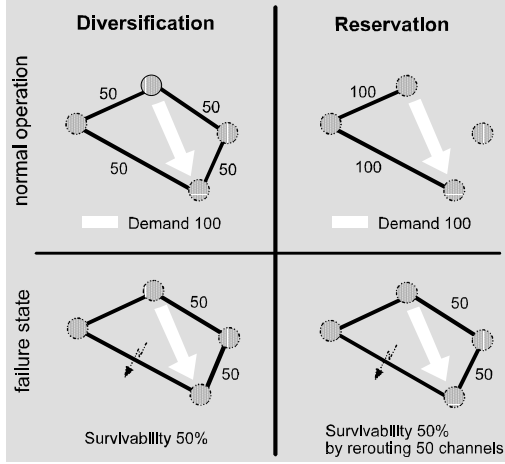 Diversification
Reservation
normal operation
50
50
50
50
Demand 100
100
100
Demand 100
failure state
50
50
Survivability 50%
50
50
Survivability 50%
by rerouting 50 channels